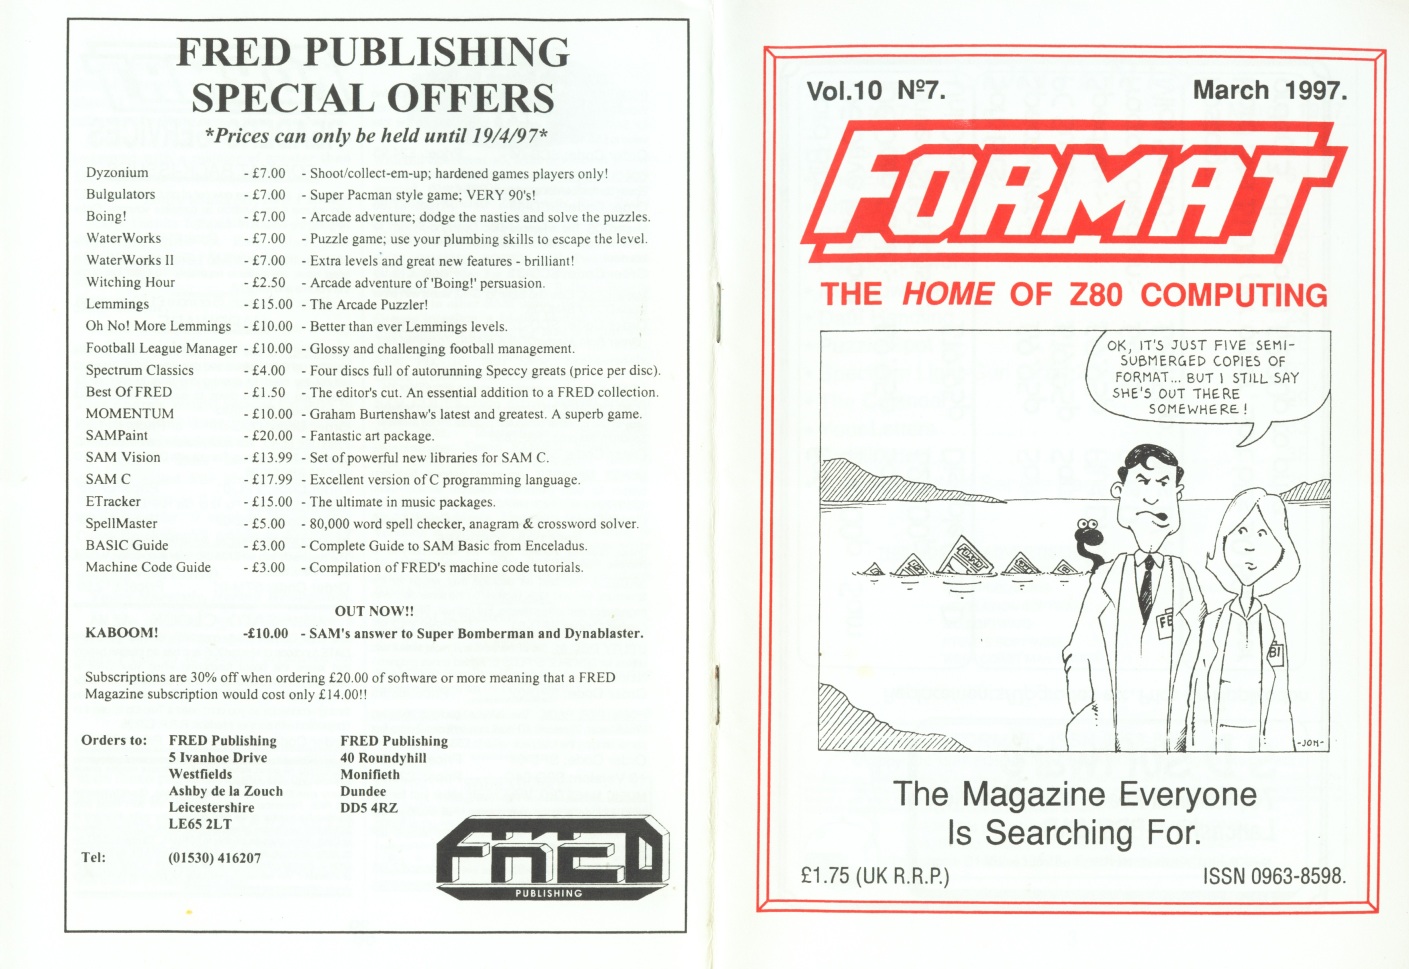 FRED PUBLISHING
SPECIAL OFFERS
*Prices can only be held until 19/4/97*
Dyzonium - £7.00 - Shoot/collect-em-up; hardened games players only!
Bulgulators - £7.00 - Super Pacman style game; VERY 90's!
Boing! - £7.00 - Arcade adventure; dodge the nasties and solve the puzzles.
WaterWorks - £7.00 - Puzzle game; use your plumbing skills to escape the level.
WaterWorks II - £7.00 - Extra levels and great new features - brilliant!
Witching Hour - £2.50 - Arcade adventure of 'Boing!' persuasion.
Lemmings - £15.00 - The Arcade Puzzler!
Oh No! More Lemmings - £10.00 - Better than ever Lemmings levels.
Football League Manager - £10.00 - Glossy and challenging football management.
Spectrum Classics - £4.00 - Four discs full of autorunning Speccy greats (price per disc).
Best Of FRED - £1.50 - The editor's cut. An essential addition to a FRED collection.
MOMENTUM - £10.00 - Graham Burtenshaw's latest and greatest. A superb game.
SAMPaint - £20.00 - Fantastic art package.
SAM Vision - £13.99 - Set of powerful new libraries for SAM C.
SAM C - £17.99 - Excellent version of C programming language.
ETracker - £15.00 - The ultimate in music packages.
SpellMaster - £5.00 - 80,000 word spell checker, anagram & crossword solver.
BASIC Guide - £3.00 - Complete Guide to SAM Basic from Enceladus.
Machine Code Guide - £3.00 - Compilation of FRED's machine code tutorials.
OUT NOW!!
KABOOM! -£10.00 - SAM's answer to Super Bomberman and Dynablaster.
Subscriptions are 30% off when ordering £20.00 of software or more meaning that a FRED
Magazine subscription would cost only £14.00!!
Orders to:
FRED Publishing
5 Ivanhoe Drive
Westfields
Ashby de la Zouch
Leicestershire
LE65 2LT
FRED Publishing
40 Roundyhill
Monifieth
Dundee
DD5 4RZ
Tel: (01530) 416207
FRED
PUBLISHING
Vol.10 Nº7. March 1997.
FORMAT
THE HOME OF Z80 COMPUTING
OK, IT'S JUST FIVE SEMI-
SUBMERGED COPIES OF
FORMAT... BUT I STILL SAY
SHE'S OUT THERE
SOMEWHERE!
-JOM-
The Magazine Everyone
Is Searching For.
£1.75 (UK R.R.P.) ISSN 0963-8598.